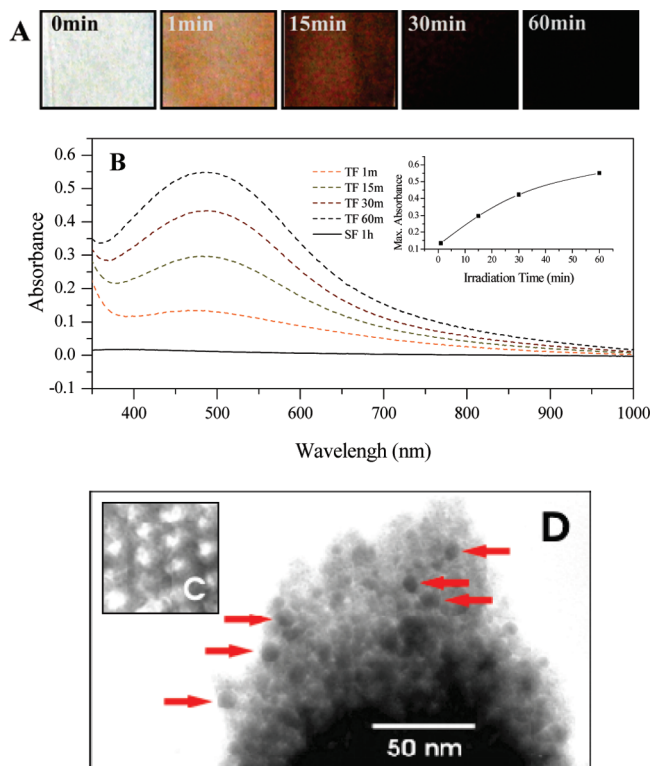 A
0min
1min
15min
30min
60min
B
TF 1m
TF 15m
TF 30m
TF 60m
SF 1h
Absorbance
0.6
0.5
0.4
0.3
0.2
0.1
0.0
-0.1
400 500 600 700 800 900 1000
Wavelengh (nm)
Max. Absorbance
0.7
0.6
0.5
0.4
0.3
0.2
0.1
0 10 20 30 40 50 60
Irradiation Time (min)
C
D
50 nm